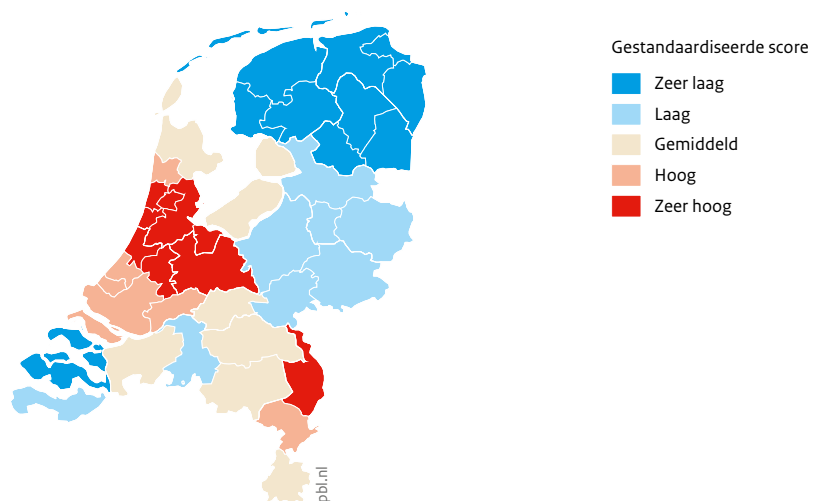 Gestandaardiseerde score
Zeer laag
Laag
Gemiddeld
Hoog
Zeer hoog
pbl.nl